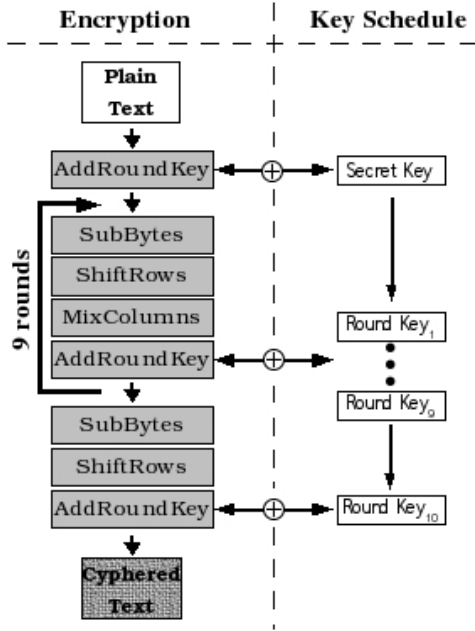 Encryption
Key Schedule
Plain
Text
AddRoundKey
Secret Key
9 rounds
SubBytes
ShiftRows
MixColumns
AddRoundKey
Round Key₁
Round Key₉
SubBytes
ShiftRows
AddRoundKey
Round Key₁₀
Cyphered
Text